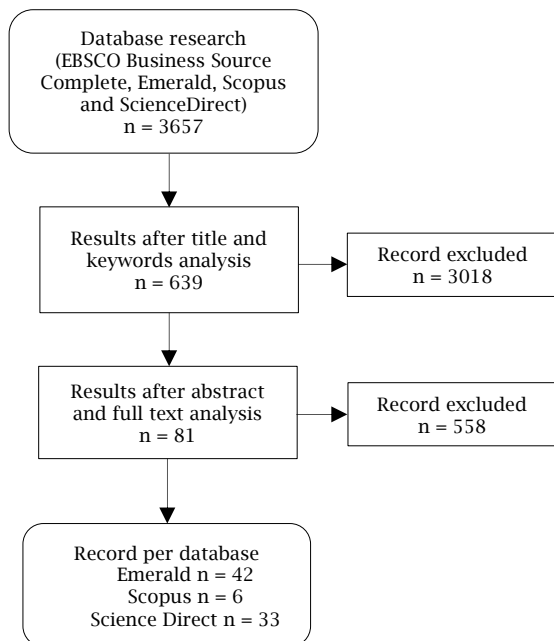 Database research
(EBSCO Business Source
Complete, Emerald, Scopus
and ScienceDirect)
n = 3657
Results after title and
keywords analysis
n = 639
Record excluded
n = 3018
Results after abstract
and full text analysis
n = 81
Record excluded
n = 558
Record per database
Emerald n = 42
Scopus n = 6
Science Direct n = 33